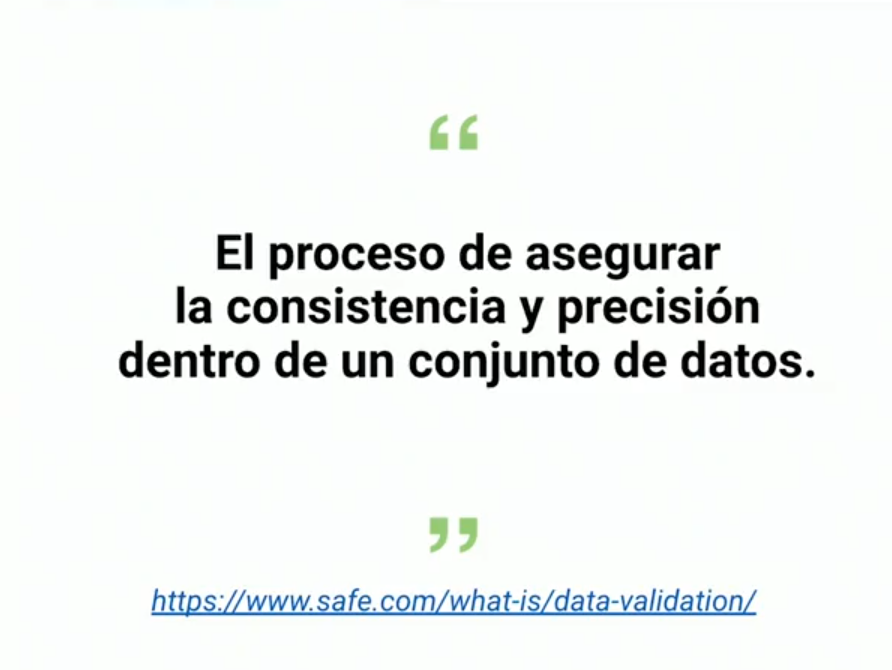 “
El proceso de asegurar
la consistencia y precisión
dentro de un conjunto de datos.
”
https://www.safe.com/what-is/data-validation/